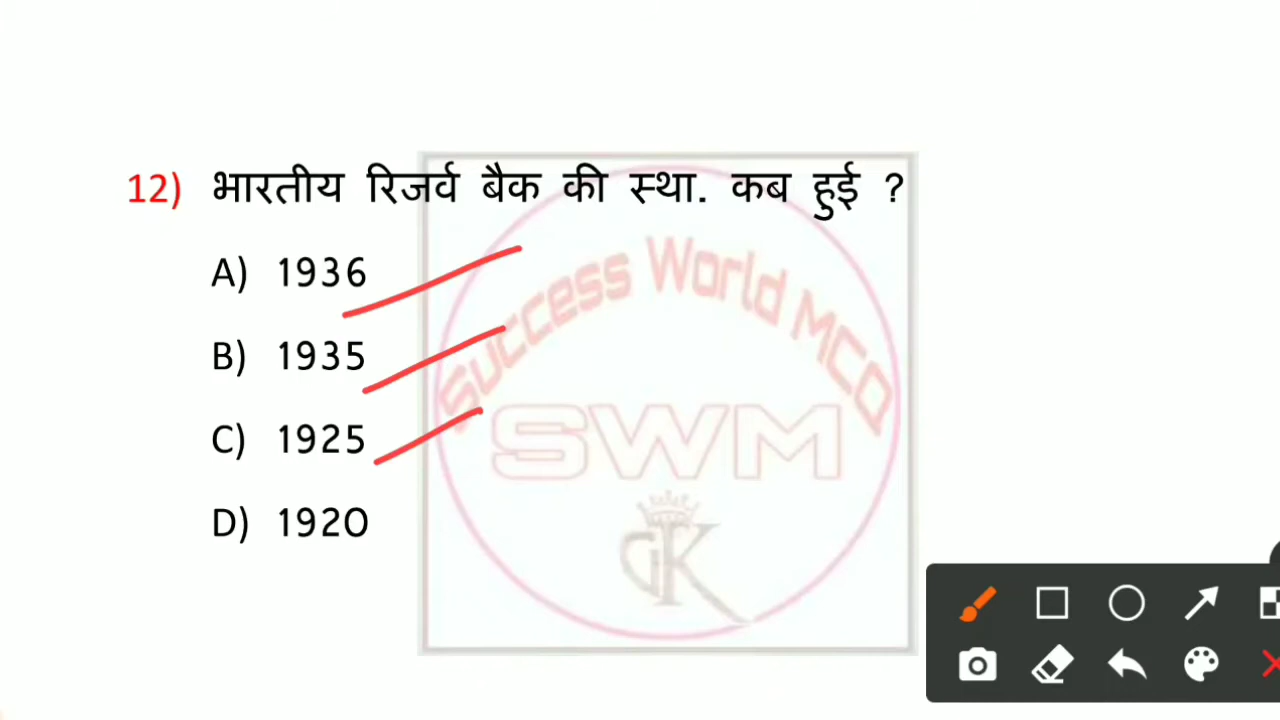 12) भारतीय रिजर्व बैक की स्था. कब हुई ?
A) 1936
B) 1935
C) 1925
D) 1920
Success World MCQ
SWM
GK